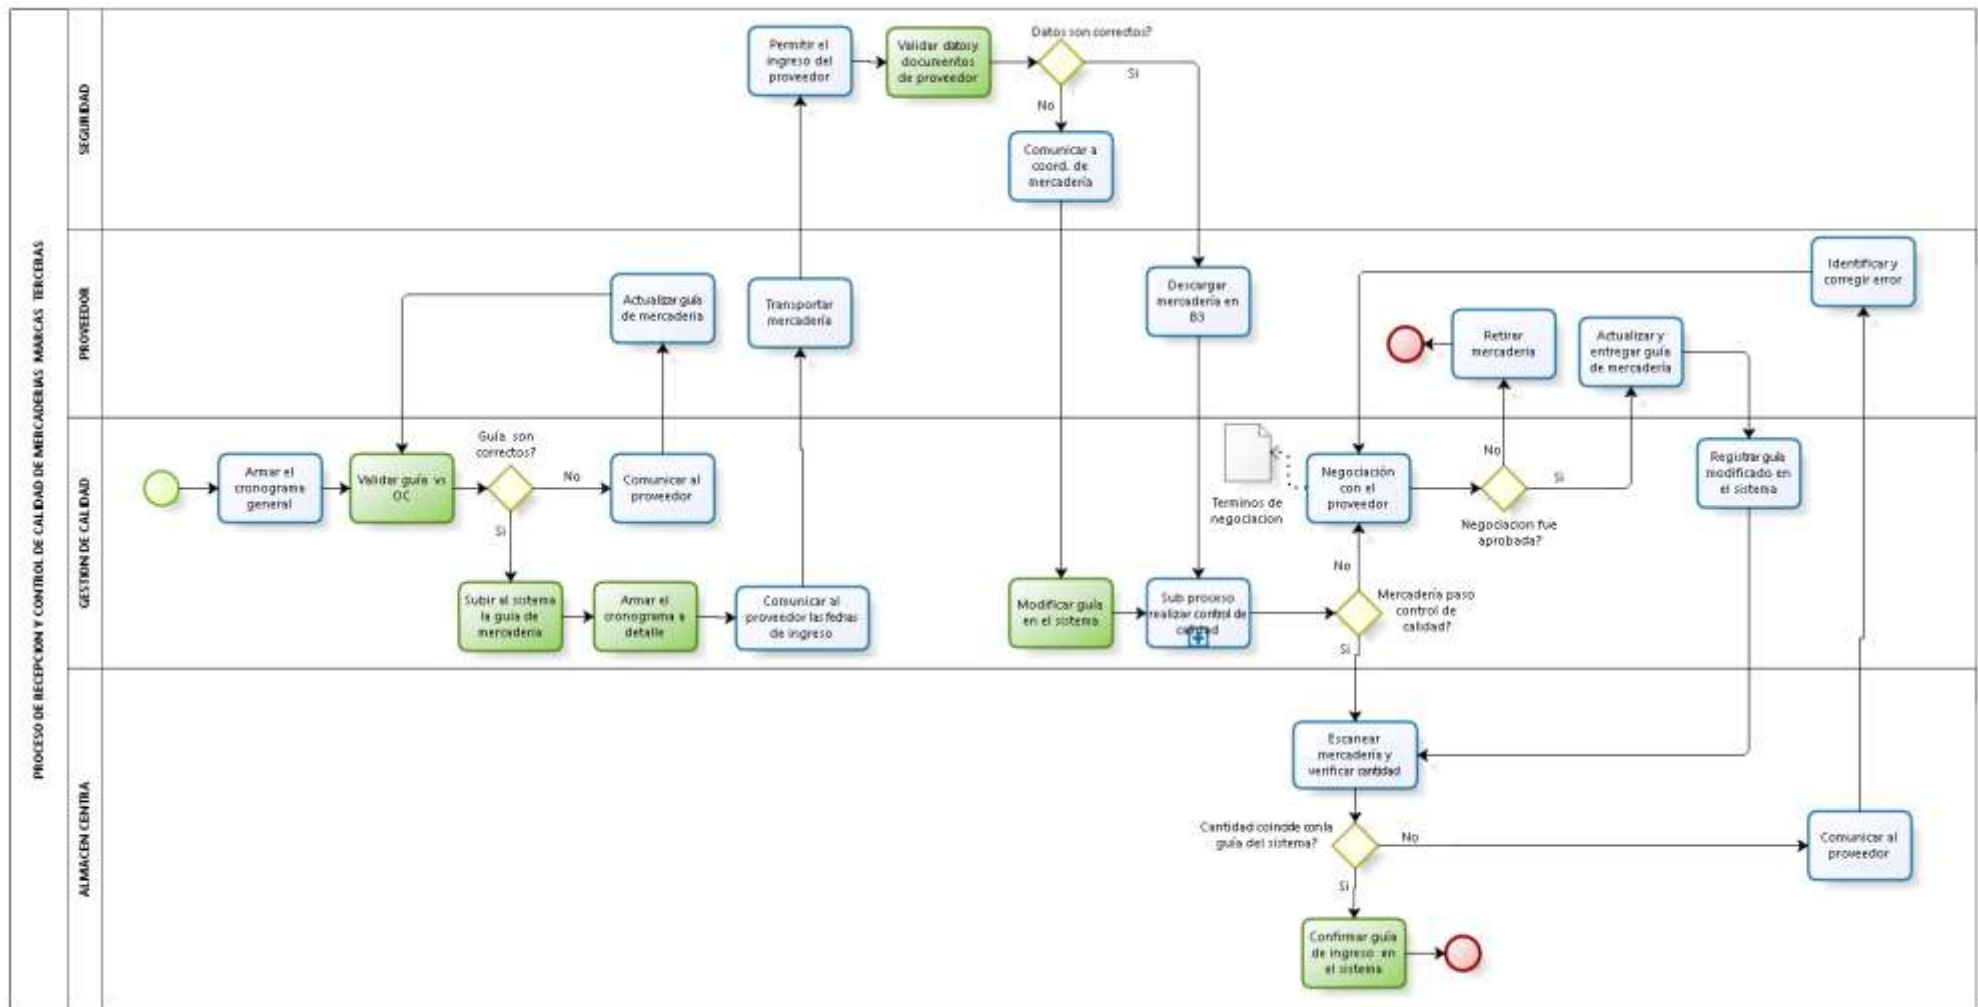 PROCESO DE RECEPCION Y CONTROL DE CALIDAD DE MERCADERIAS MARCAS TERCERAS
SEGURIDAD
Permitir el
ingreso del
proveedor
Validar datos y
documentos
de proveedor
Datos son correctos?
Si
No
Comunicar a
coord. de
mercadería
PROVEEDOR
Actualizar guía
de mercaderia
Transportar
mercadería
Descargar
mercadería en
B3
Retirar
mercadería
Actualizar y
entregar guía
de mercadería
Identificar y
corregir error
GESTION DE CALIDAD
Armar el
cronograma
general
Validar guía vs
OC
Guía son
correctos?
No
Si
Comunicar al
proveedor
Subir al sistema
la guía de
mercadería
Armar el
cronograma a
detalle
Comunicar al
proveedor las fechas
de ingreso
Modificar guía
en el sistema
Sub proceso
realizar control de
calidad
Terminos de
negociacion
Negociación
con el
proveedor
No
Si
Negociacion fue
aprobada?
Registrar guía
modificado en
el sistema
No
Mercadería paso
control de
calidad?
Si
ALMACEN CENTRA
Escanear
mercadería y
verificar cantidad
Cantidad coincide con la
guía del sistema?
No
Si
Comunicar al
proveedor
Confirmar guía
de ingreso en
el sistema